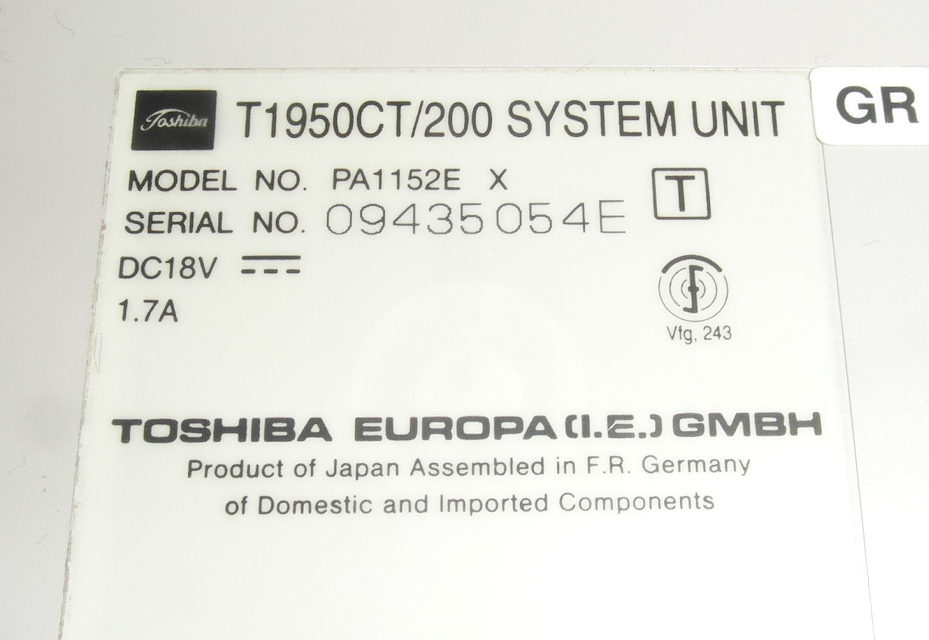 Toshiba T1950CT/200 SYSTEM UNIT GR
MODEL NO. PA1152E X
T
SERIAL NO. 09435054E
DC18V
1.7A
Vfg. 243
TOSHIBA EUROPA (I.E.) GMBH
Product of Japan Assembled in F.R. Germany
of Domestic and Imported Components